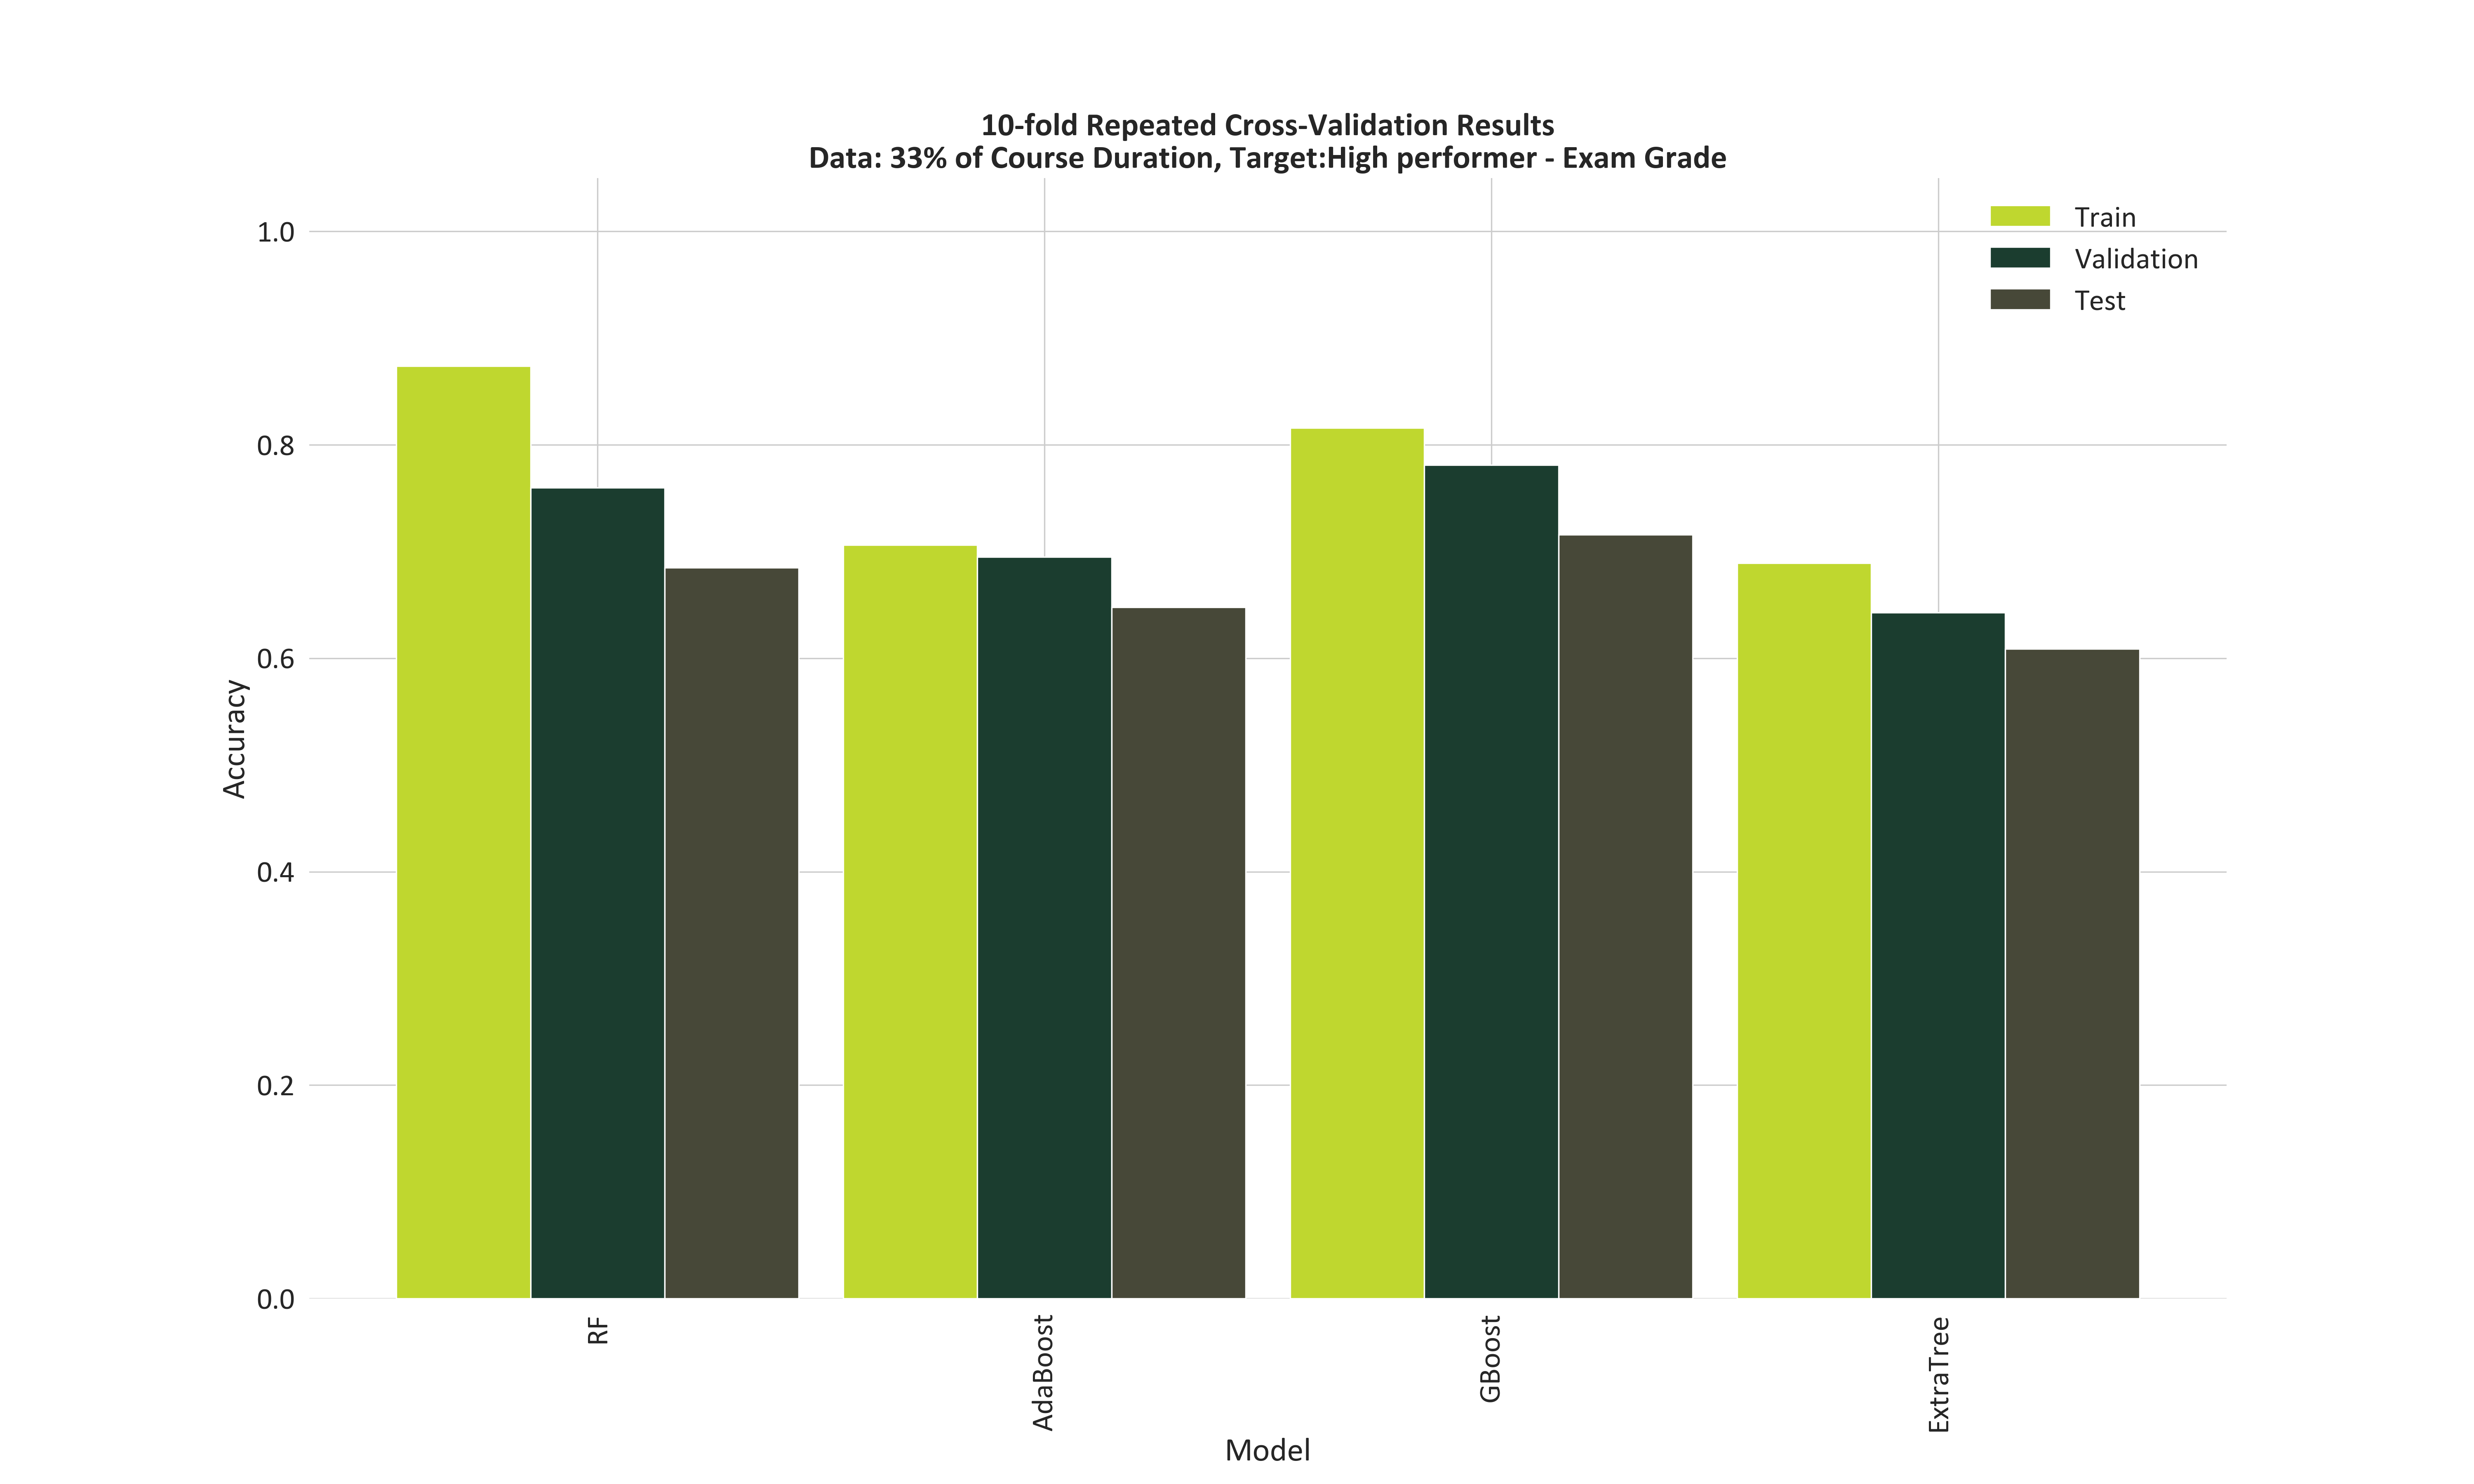 10-fold Repeated Cross-Validation Results
Data: 33% of Course Duration, Target:High performer - Exam Grade
Train
Validation
Test
1.0
0.8
0.6
0.4
0.2
0.0
Accuracy
RF
AdaBoost
GBoost
ExtraTree
Model